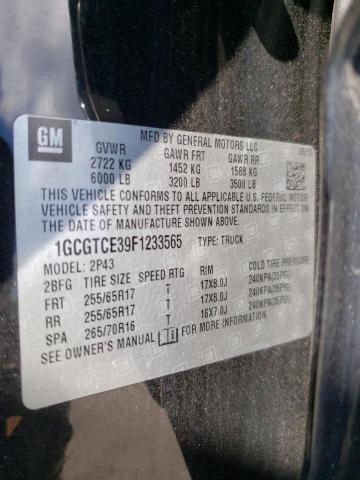 GM
MFD BY GENERAL MOTORS LLC
GVWR GAWR FRT GAWR RR
2722 KG 1452 KG 1588 KG
6000 LB 3200 LB 3500 LB
THIS VEHICLE CONFORMS TO ALL APPLICABLE U.S. FEDERAL
MOTOR VEHICLE SAFETY STANDARDS IN EFFECT ON
THE DATE OF MANUFACTURE SHOWN ABOVE.
1GCGTCE39F1233565 TYPE: TRUCK
MODEL: 2P43
2BFG TIRE SIZE SPEED RTG RIM COLD TIRE PRESSURE
FRT 255/65R17 17X8.0J 240KPA(35PSI)
RR 255/65R17 17X8.0J 240KPA(35PSI)
SPA 265/70R16 16X7.0J 240KPA(35PSI)
SEE OWNER'S MANUAL FOR MORE INFORMATION.